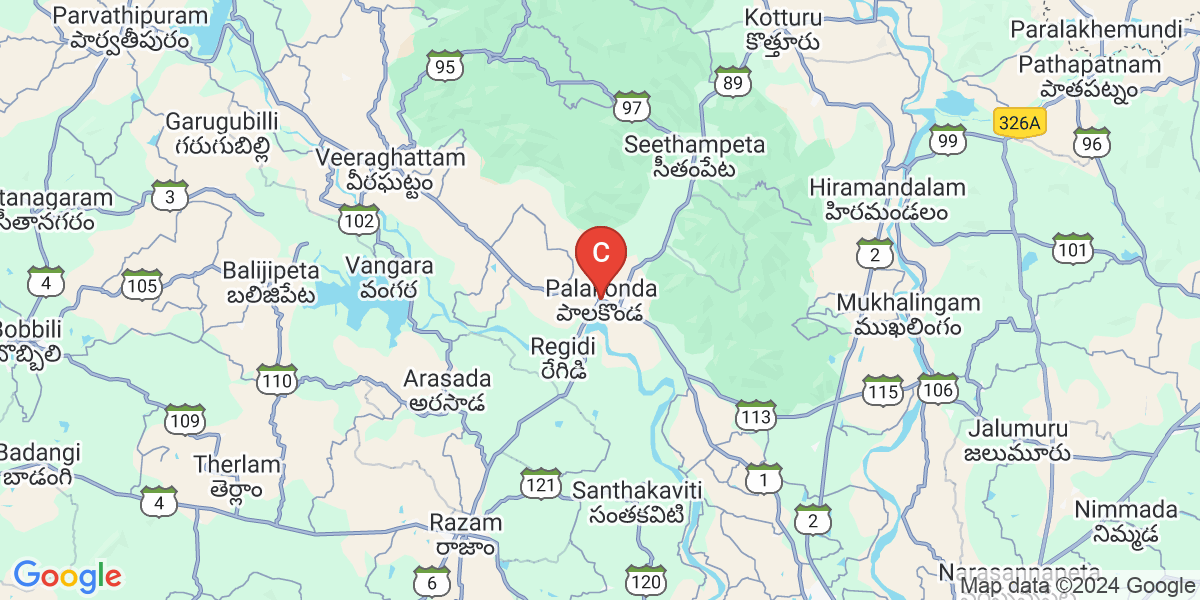 Parvathipuram
పార్వతీపురం
Kotturu
కొత్తూరు
Paralakhemundi
Pathapatnam
పాతపట్నం
95
97
89
326A
99
96
Garugubilli
గరుగుబిల్లి
Veeraghattam
వీరఘట్టం
Seethampeta
సీతంపేట
Hiramandalam
హిరమండలం
tanagaram
సీతానగరం
3
102
2
101
4
105
Balijipeta
బలిజిపేట
Vangara
వంగర
C
Palakonda
పాలకొండ
Mukhalingam
ముఖలింగం
Bobbili
బొబ్బిలి
Regidi
రేగిడి
110
Arasada
అరసాడ
115
106
109
113
Jalumuru
జలుమూరు
Badangi
బాడంగి
Therlam
తెర్లాం
4
121
1
Santhakaviti
సంతకవిటి
2
Nimmada
నిమ్మడ
Razam
రాజాం
6
120
Narasannapeta
Google
Map data ©2024 Google